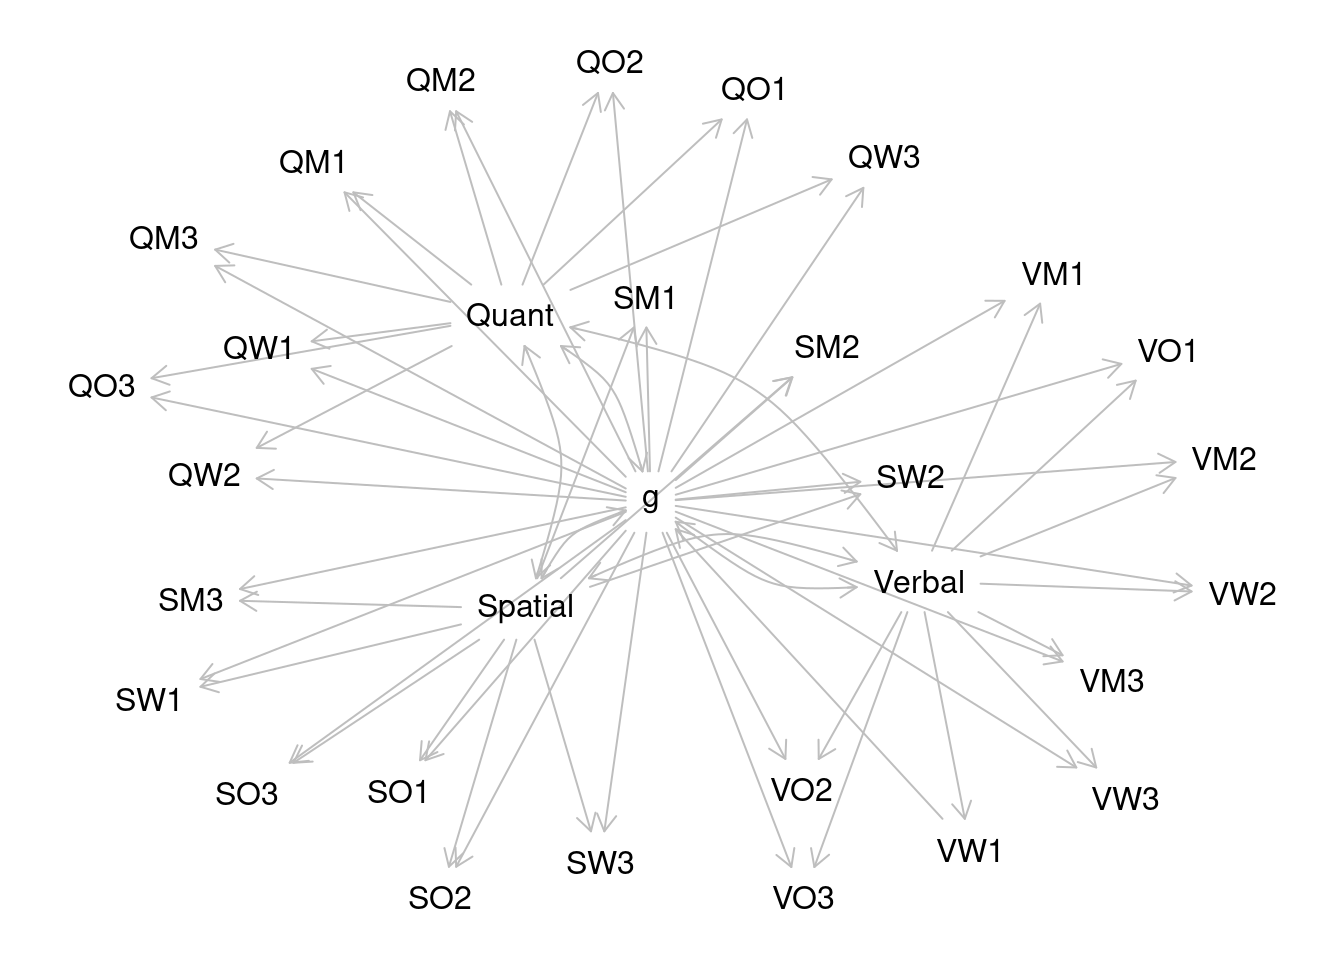 QO2
QM2
QO1
QW3
QM1
QM3
VM1
SM1
Quant
QW1
SM2
VO1
QO3
VM2
QW2
SW2
g
Verbal
VW2
SM3
Spatial
VM3
SW1
VO2
SO3
SO1
VW3
VW1
SW3
SO2
VO3